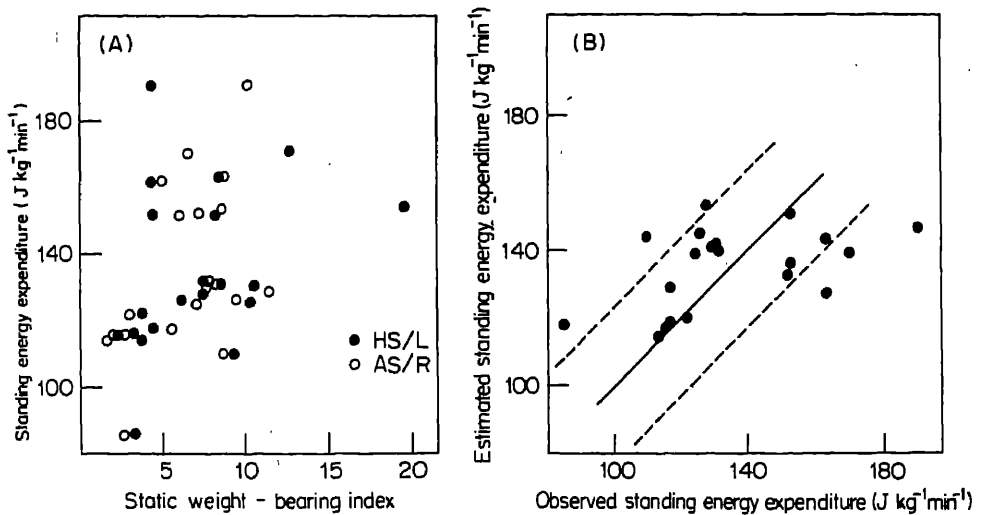 (A)
Standing energy expenditure (J kg⁻¹min⁻¹)
180
140
100
HS/L
AS/R
5
10
15
20
Static weight - bearing index
(B)
Estimated standing energy expenditure (J kg⁻¹min⁻¹)
180
140
100
100
140
180
Observed standing energy expenditure (J kg⁻¹min⁻¹)